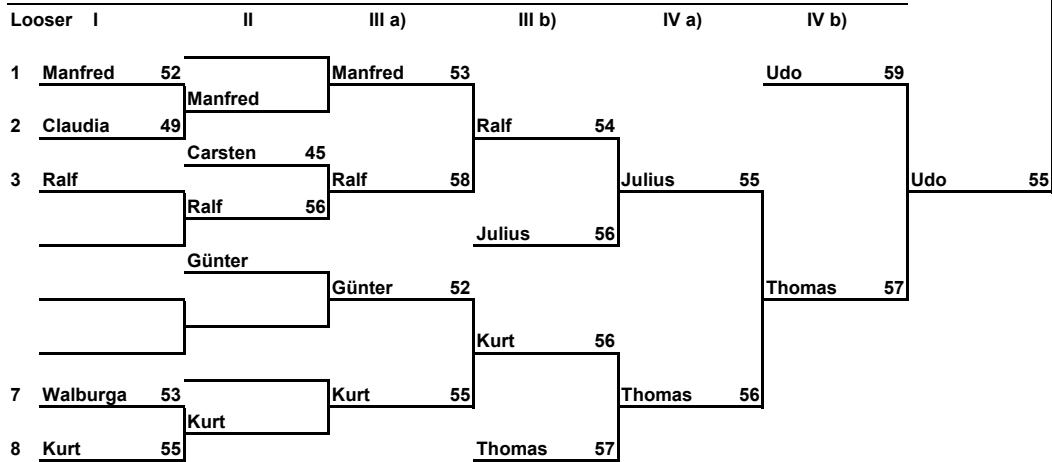 Looser I II III a) III b) IV a) IV b)
1 Manfred 52 Manfred 53 Udo 59
Manfred
2 Claudia 49 Ralf 54
Carsten 45
3 Ralf Ralf 58 Julius 55 Udo 55
Ralf 56
Julius 56
Günter
Günter 52 Thomas 57
Kurt 56
7 Walburga 53 Kurt 55 Thomas 56
Kurt
8 Kurt 55 Thomas 57